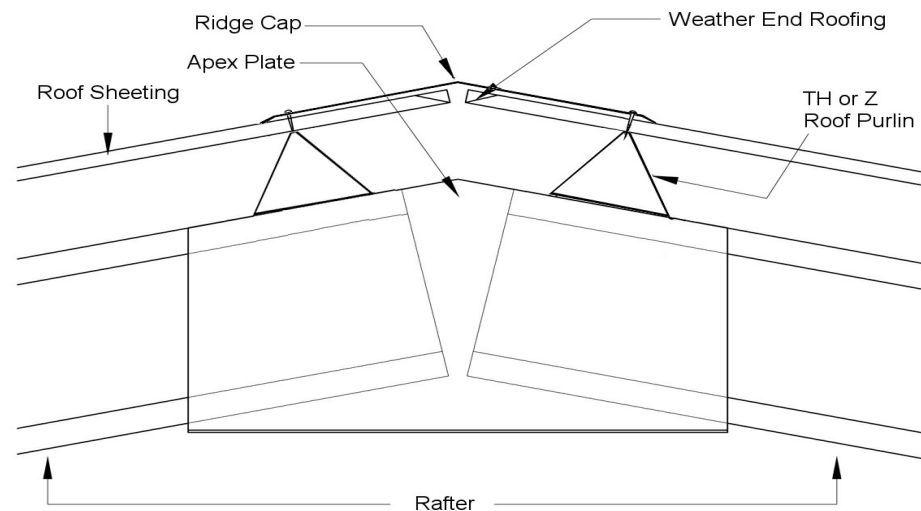 Ridge Cap
Weather End Roofing
Apex Plate
Roof Sheeting
TH or Z
Roof Purlin
Rafter